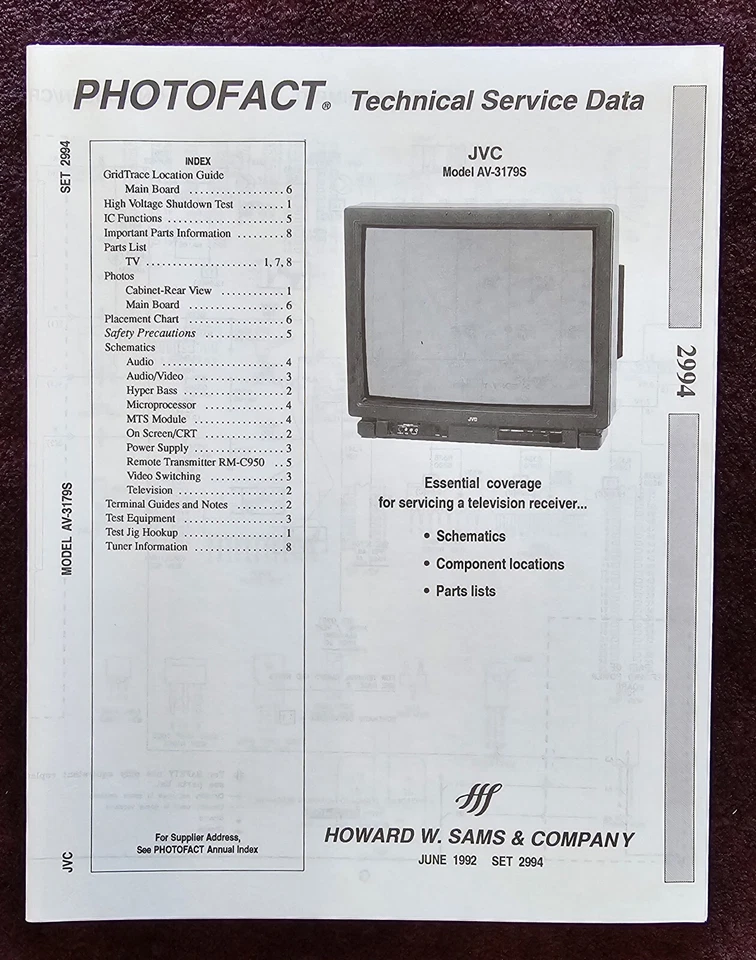 PHOTOFACT® Technical Service Data
SET 2994
MODEL AV-3179S
JVC
INDEX
GridTrace Location Guide
Main Board ................. 6
High Voltage Shutdown Test ........ 1
IC Functions ..................... 5
Important Parts Information ......... 8
Parts List
TV ..................... 1, 7, 8
Photos
Cabinet-Rear View ............ 1
Main Board ................. 6
Placement Chart .................. 6
Safety Precautions ................ 5
Schematics
Audio ..................... 4
Audio/Video ................. 3
Hyper Bass .................. 2
Microprocessor ............... 4
MTS Module ................ 4
On Screen/CRT ............... 2
Power Supply ................ 3
Remote Transmitter RM-C950 .. 5
Video Switching .............. 3
Television ................... 2
Terminal Guides and Notes .......... 2
Test Equipment ................... 3
Test Jig Hookup .................. 1
Tuner Information ................ 8
For Supplier Address,
See PHOTOFACT Annual Index
JVC
Model AV-3179S
JVC
Essential coverage
for servicing a television receiver...
• Schematics
• Component locations
• Parts lists
HOWARD W. SAMS & COMPANY
JUNE 1992 SET 2994
2994